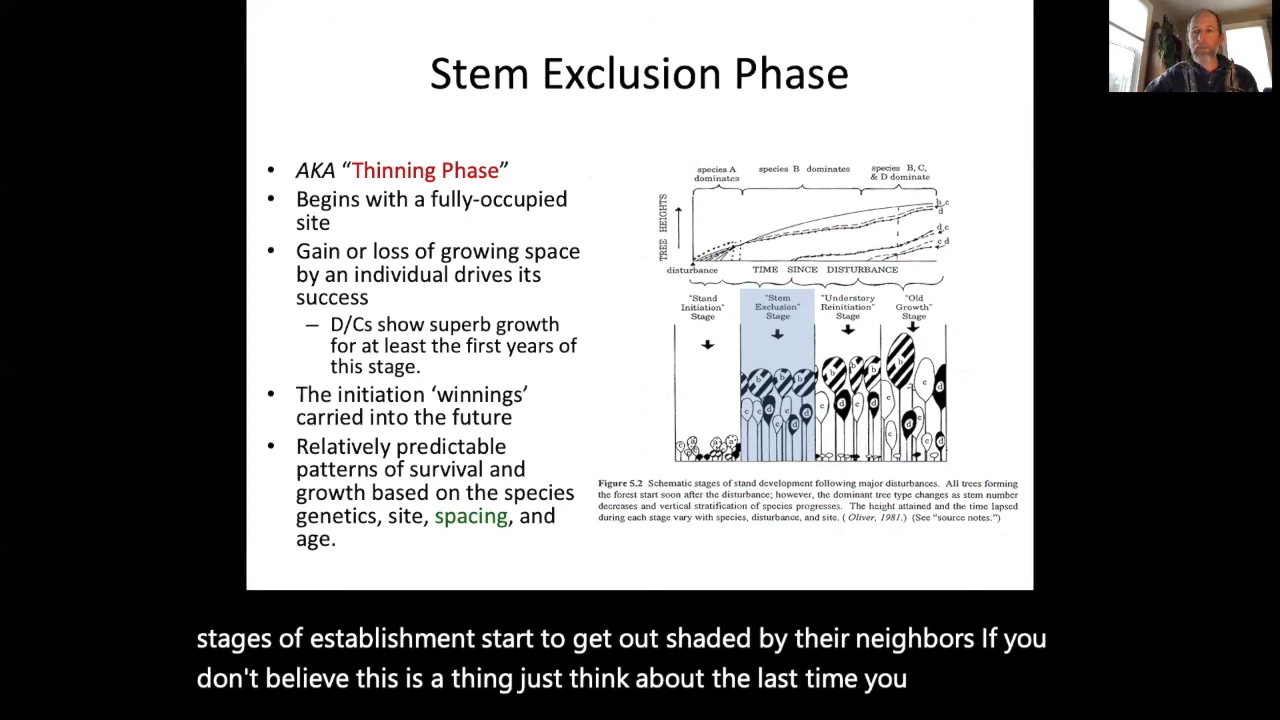 Stem Exclusion Phase
• AKA "Thinning Phase"
• Begins with a fully-occupied
site
• Gain or loss of growing space
by an individual drives its
success
– D/Cs show superb growth
for at least the first years of
this stage.
• The initiation 'winnings'
carried into the future
• Relatively predictable
patterns of survival and
growth based on the species
genetics, site, spacing, and
age.
species A
dominates
species B dominates
species B, C,
& D dominate
TREE HEIGHTS
b c
d
d c
c d
disturbance
TIME SINCE DISTURBANCE
"Stand
Initiation"
Stage
"Stem
Exclusion"
Stage
"Understory
Reinitiation"
Stage
"Old
Growth"
Stage
Figure 5.2 Schematic stages of stand development following major disturbances. All trees forming
the forest start soon after the disturbance; however, the dominant tree type changes as stem number
decreases and vertical stratification of species progresses. The height attained and the time lapsed
during each stage vary with species, disturbance, and site. ( Oliver, 1981.) (See "source notes.")
stages of establishment start to get out shaded by their neighbors If you
don't believe this is a thing just think about the last time you